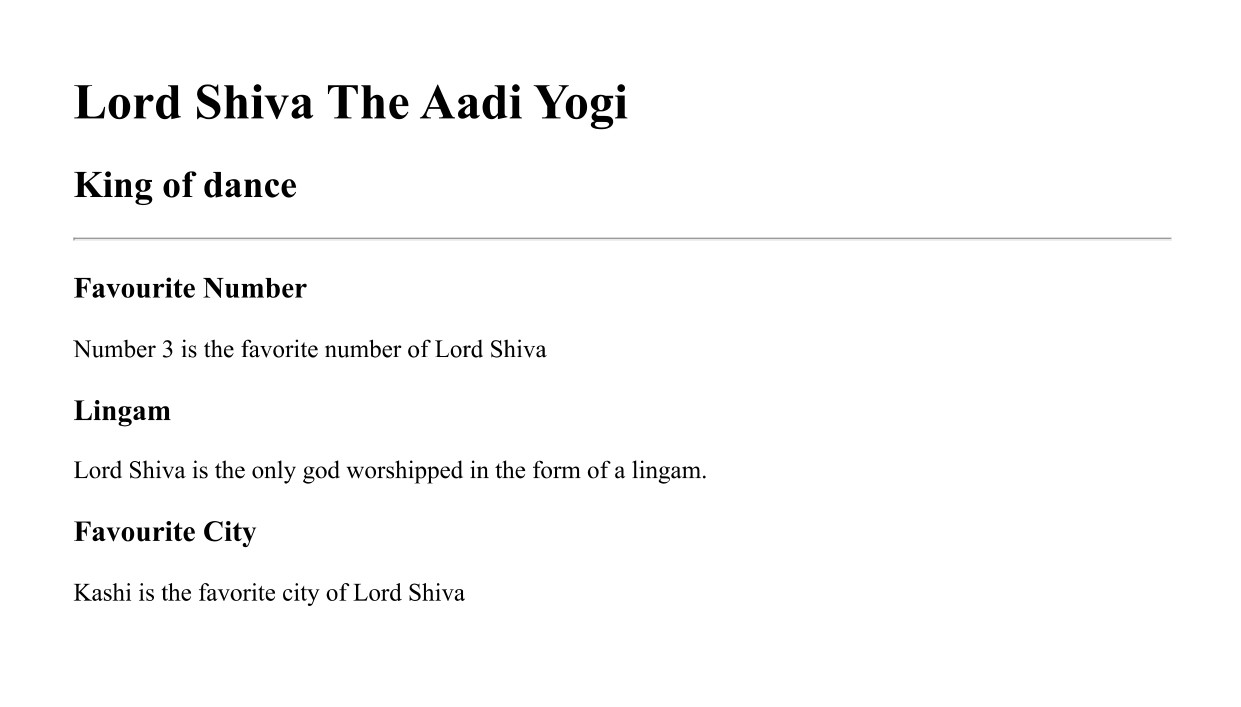 Lord Shiva The Aadi Yogi
King of dance
Favourite Number
Number 3 is the favorite number of Lord Shiva
Lingam
Lord Shiva is the only god worshipped in the form of a lingam.
Favourite City
Kashi is the favorite city of Lord Shiva